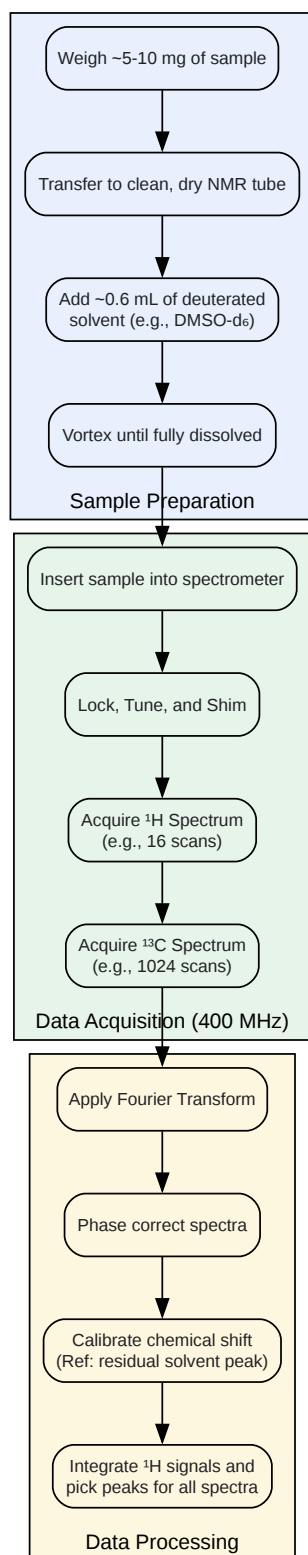 Weigh ~5-10 mg of sample
Transfer to clean, dry NMR tube
Add ~0.6 mL of deuterated
solvent (e.g., DMSO-d₆)
Vortex until fully dissolved
Sample Preparation
Insert sample into spectrometer
Lock, Tune, and Shim
Acquire ¹H Spectrum
(e.g., 16 scans)
Acquire ¹³C Spectrum
(e.g., 1024 scans)
Data Acquisition (400 MHz)
Apply Fourier Transform
Phase correct spectra
Calibrate chemical shift
(Ref: residual solvent peak)
Integrate ¹H signals and
pick peaks for all spectra
Data Processing